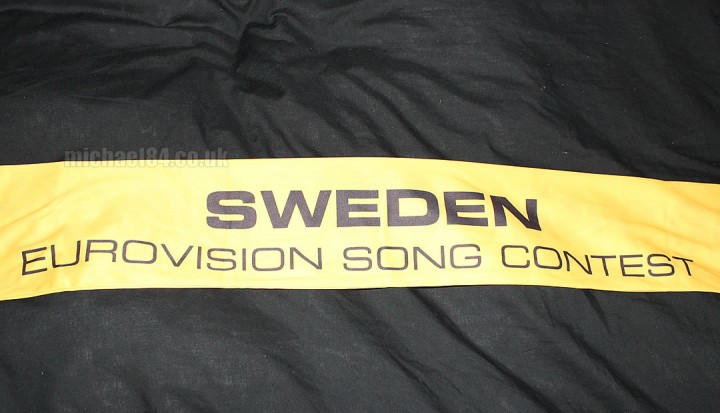 michael84.co.uk
SWEDEN
EUROVISION SONG CONTEST